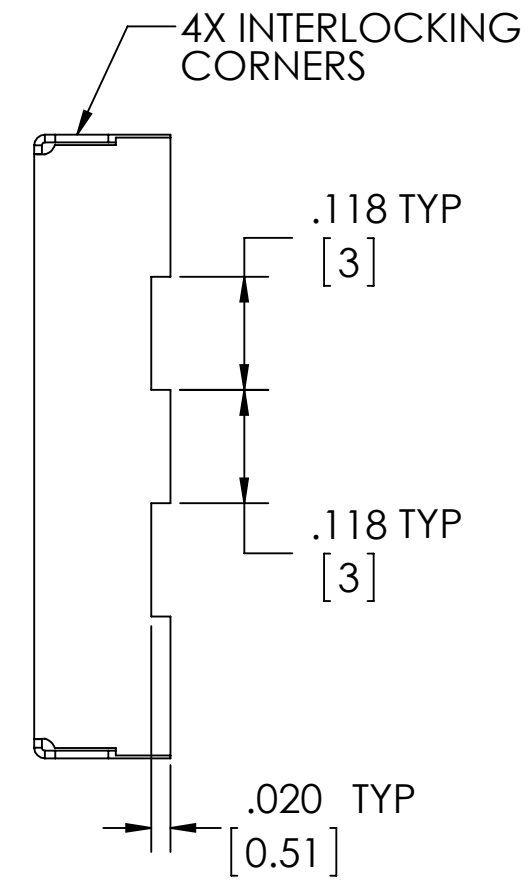 4X INTERLOCKING
CORNERS
.118 TYP
[3]
.118 TYP
[3]
.020 TYP
[0.51]